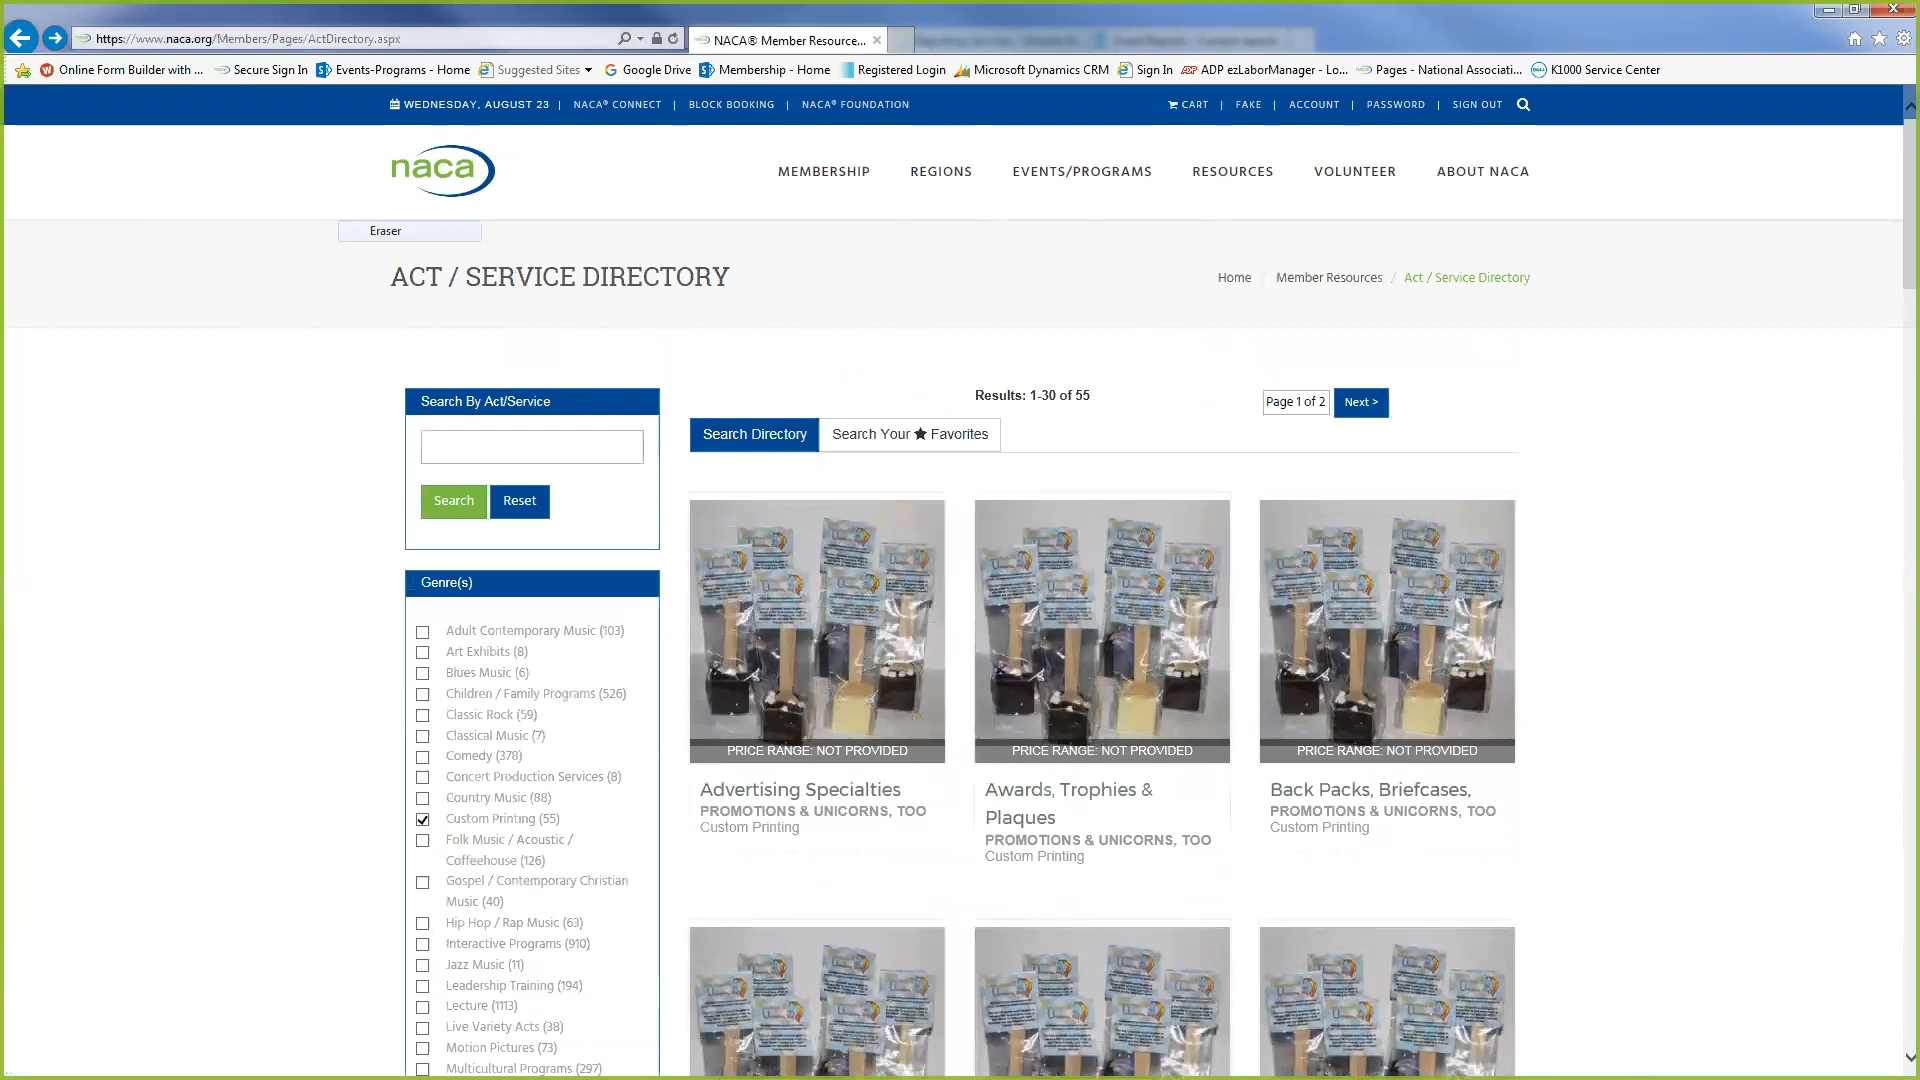 https://www.naca.org/Members/Pages/ActDirectory.aspx
NACA® Member Resource...
Online Form Builder with ...
Secure Sign In
Events-Programs - Home
Suggested Sites
Google Drive
Membership - Home
Registered Login
Microsoft Dynamics CRM
Sign In
ADP ezLaborManager - Lo...
Pages - National Associati...
K1000 Service Center
WEDNESDAY, AUGUST 23 | NACA® CONNECT | BLOCK BOOKING | NACA® FOUNDATION
CART | FAKE | ACCOUNT | PASSWORD | SIGN OUT
naca
MEMBERSHIP REGIONS EVENTS/PROGRAMS RESOURCES VOLUNTEER ABOUT NACA
Eraser
ACT / SERVICE DIRECTORY
Home Member Resources / Act / Service Directory
Search By Act/Service
Search Reset
Genre(s)
Adult Contemporary Music (103)
Art Exhibits (8)
Blues Music (6)
Children / Family Programs (526)
Classic Rock (59)
Classical Music (7)
Comedy (378)
Concert Production Services (8)
Country Music (88)
Custom Printing (55)
Folk Music / Acoustic /
Coffeehouse (126)
Gospel / Contemporary Christian
Music (40)
Hip Hop / Rap Music (63)
Interactive Programs (910)
Jazz Music (11)
Leadership Training (194)
Lecture (1113)
Live Variety Acts (38)
Motion Pictures (73)
Multicultural Programs (297)
Results: 1-30 of 55
Page 1 of 2 Next >
Search Directory Search Your Favorites
PRICE RANGE: NOT PROVIDED
Advertising Specialties
PROMOTIONS & UNICORNS, TOO
Custom Printing
PRICE RANGE: NOT PROVIDED
Awards, Trophies &
Plaques
PROMOTIONS & UNICORNS, TOO
Custom Printing
PRICE RANGE: NOT PROVIDED
Back Packs, Briefcases,
PROMOTIONS & UNICORNS, TOO
Custom Printing